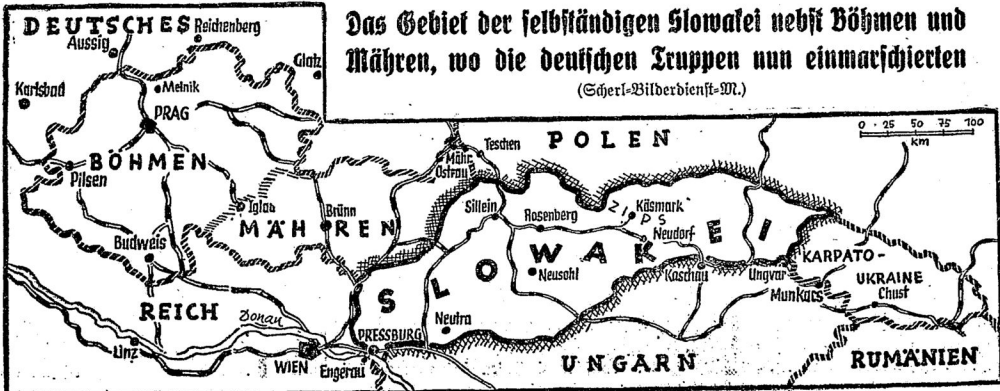 Das Gebiet der selbständigen Slowakei nebst Böhmen und
Mähren, wo die deutschen Truppen nun einmarschierten
(Scherl-Bilderdienst-M.)
DEUTSCHES
Reichenberg
Aussig
Glatz
Karlsbad
Melnik
PRAG
BÖHMEN
Pilsen
Iglau
Brünn
MÄHREN
Budweis
REICH
Donau
Linz
WIEN
Engerau
PRESSBURG
Mähr.
Ostrau
Teschen
POLEN
0 25 50 75 100
km
Sillein
Rosenberg
Käsmark
ZIPS
Neudorf
SLOWAKEI
Neusohl
Neutra
Kaschau
Ungvar
Munkacs
KARPATO-
UKRAINE
Chust
UNGARN
RUMÄNIEN